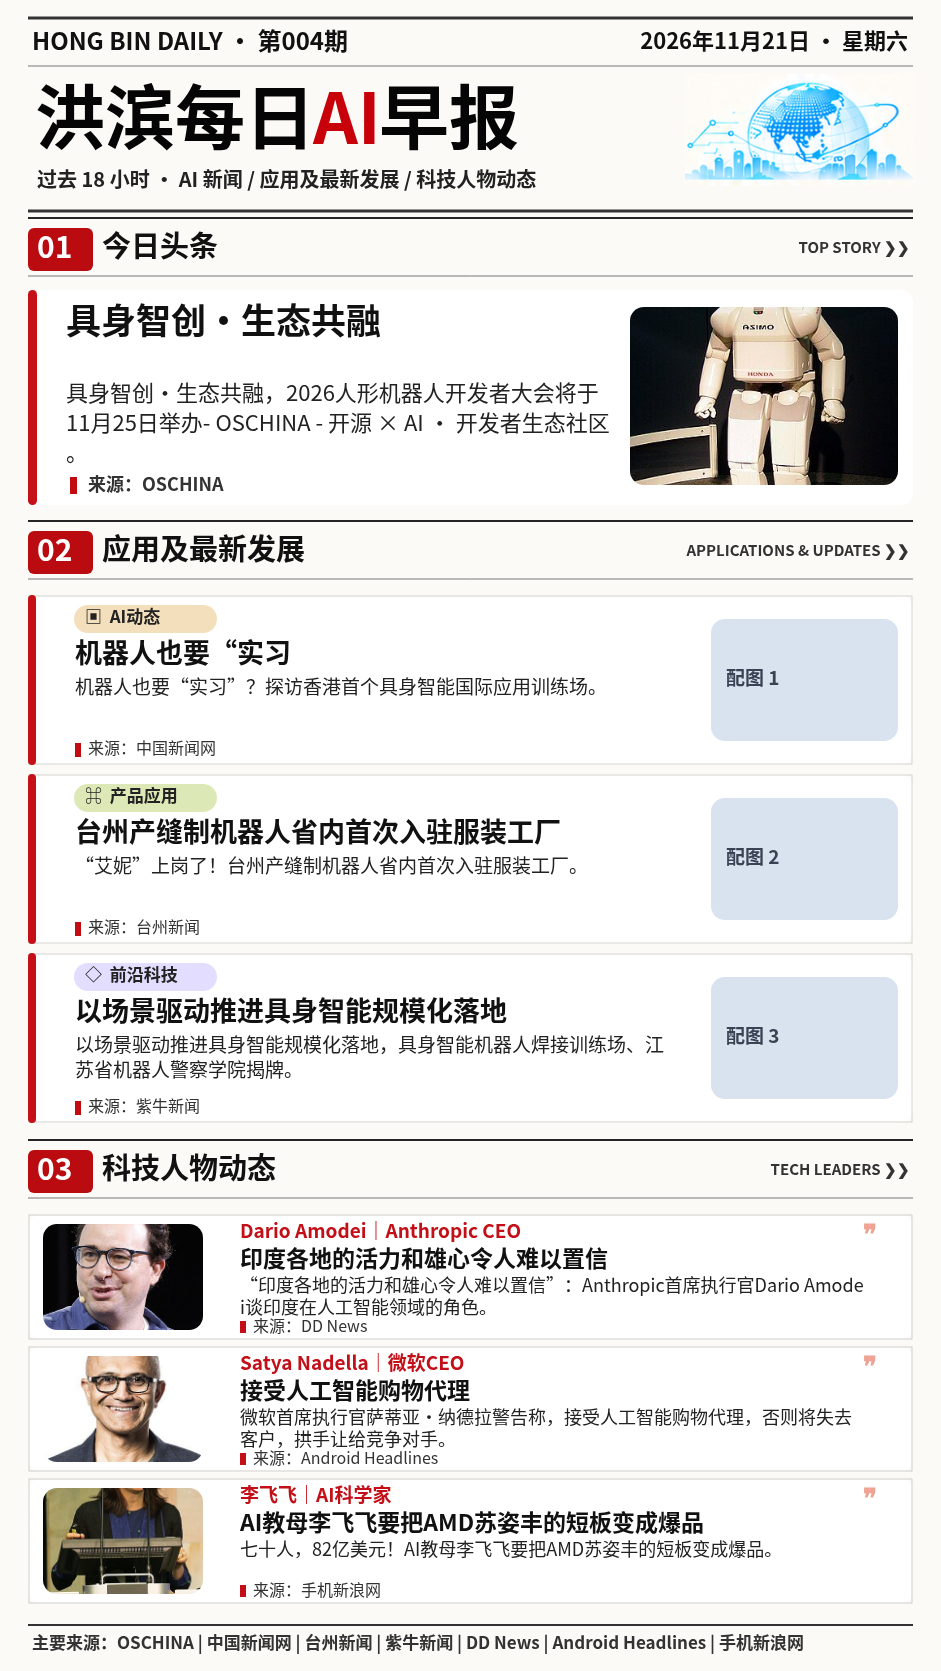 HONG BIN DAILY · 第004期
2026年11月21日 · 星期六
洪滨每日AI早报
过去 18 小时 · AI 新闻 / 应用及最新发展 / 科技人物动态
01 今日头条
TOP STORY ❯❯
具身智创·生态共融
具身智创·生态共融，2026人形机器人开发者大会将于
11月25日举办- OSCHINA - 开源 × AI · 开发者生态社区
。
来源：OSCHINA
ASIMO
HONDA
02 应用及最新发展
APPLICATIONS & UPDATES ❯❯
▣ AI动态
机器人也要“实习
机器人也要“实习”？探访香港首个具身智能国际应用训练场。
来源：中国新闻网
配图 1
⌘ 产品应用
台州产缝制机器人省内首次入驻服装工厂
“艾妮”上岗了！台州产缝制机器人省内首次入驻服装工厂。
来源：台州新闻
配图 2
◇ 前沿科技
以场景驱动推进具身智能规模化落地
以场景驱动推进具身智能规模化落地，具身智能机器人焊接训练场、江
苏省机器人警察学院揭牌。
来源：紫牛新闻
配图 3
03 科技人物动态
TECH LEADERS ❯❯
Dario Amodei｜Anthropic CEO
❞
印度各地的活力和雄心令人难以置信
“印度各地的活力和雄心令人难以置信”：Anthropic首席执行官Dario Amode
i谈印度在人工智能领域的角色。
来源：DD News
Satya Nadella｜微软CEO
❞
接受人工智能购物代理
微软首席执行官萨蒂亚·纳德拉警告称，接受人工智能购物代理，否则将失去
客户，拱手让给竞争对手。
来源：Android Headlines
李飞飞｜AI科学家
❞
AI教母李飞飞要把AMD苏姿丰的短板变成爆品
七十人，82亿美元！AI教母李飞飞要把AMD苏姿丰的短板变成爆品。
来源：手机新浪网
主要来源：OSCHINA | 中国新闻网 | 台州新闻 | 紫牛新闻 | DD News | Android Headlines | 手机新浪网